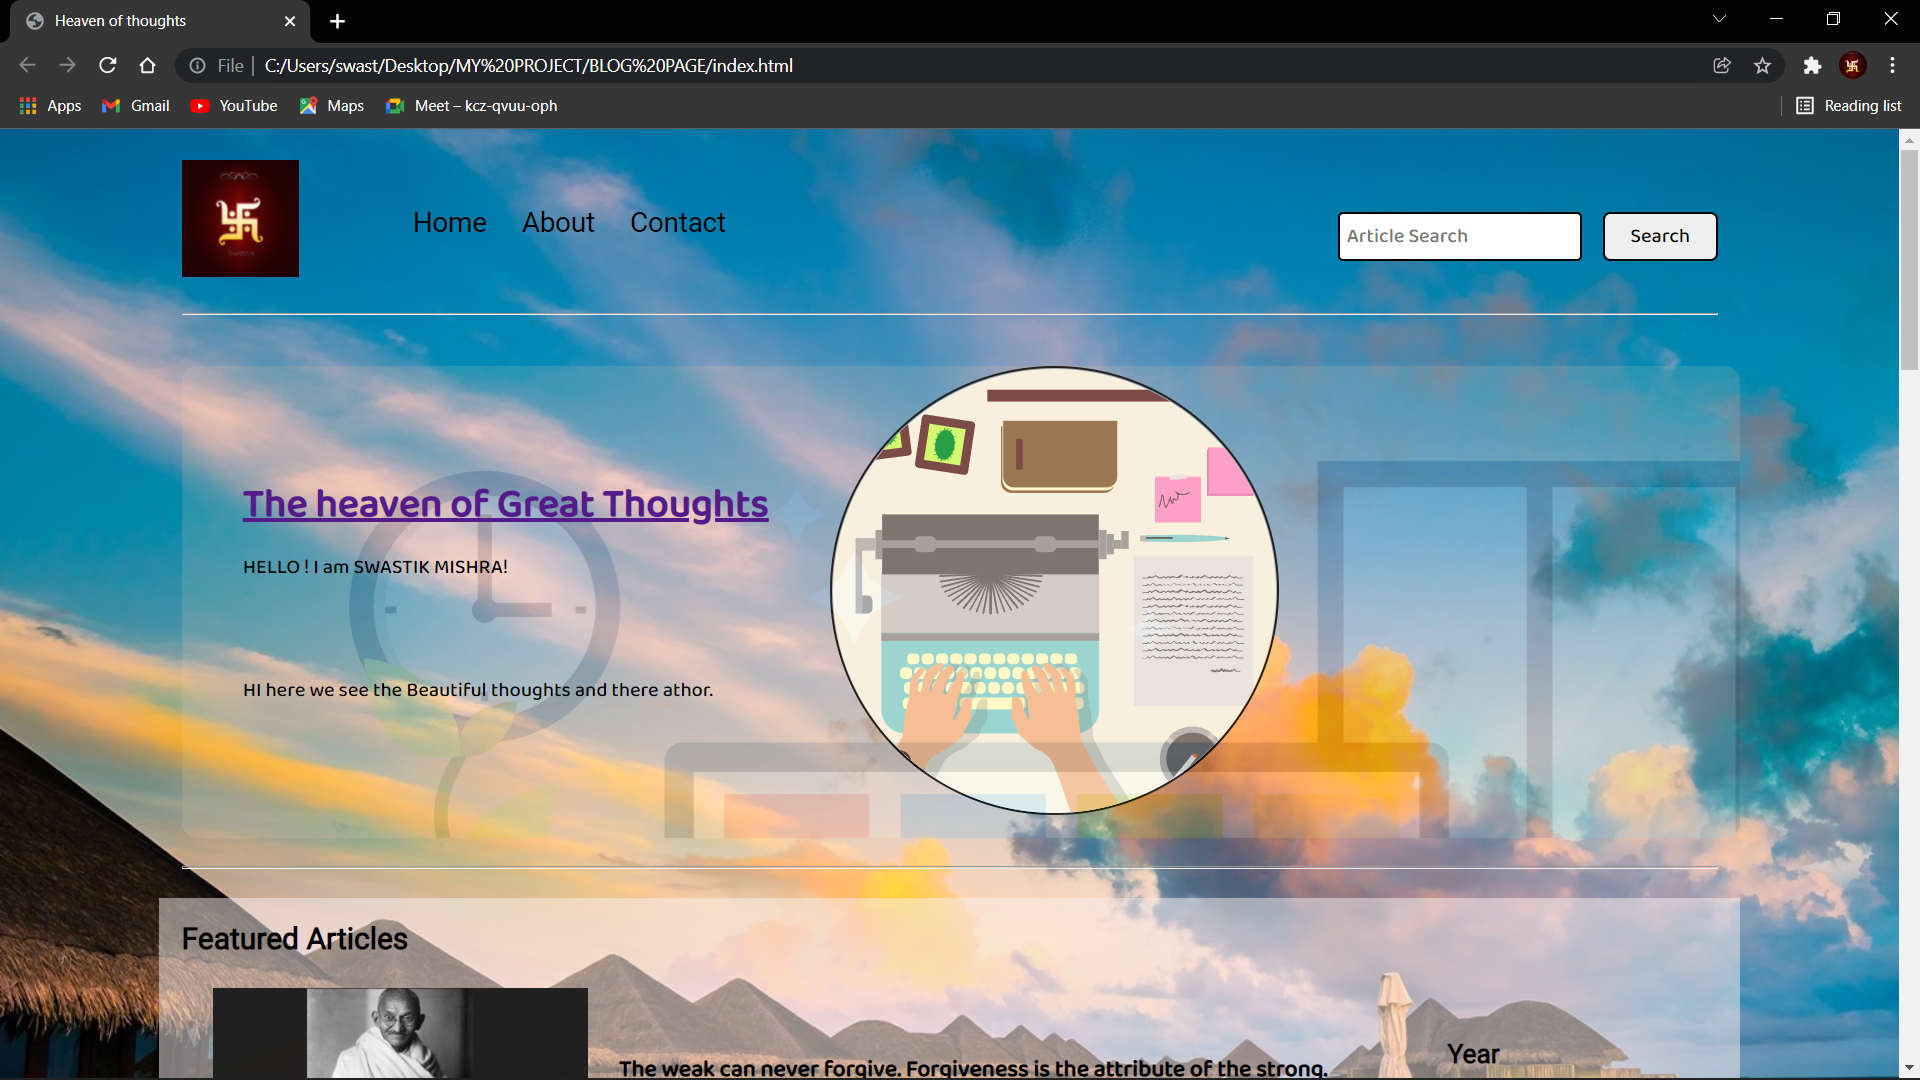 Heaven of thoughts
File
C:/Users/swast/Desktop/MY%20PROJECT/BLOG%20PAGE/index.html
Apps
Gmail
YouTube
Maps
Meet – kcz-qvuu-oph
Reading list
Swastik
Home
About
Contact
Article Search
Search
The heaven of Great Thoughts
HELLO ! I am SWASTIK MISHRA!
HI here we see the Beautiful thoughts and there athor.
Featured Articles
The weak can never forgive. Forgiveness is the attribute of the strong.
Year